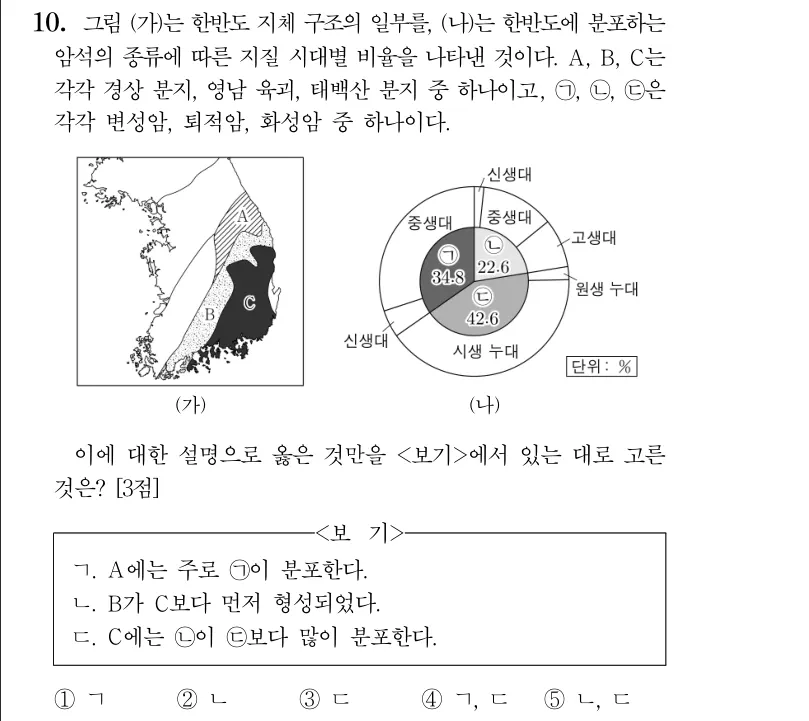 10. 그림 (가)는 한반도 지체 구조의 일부를, (나)는 한반도에 분포하는
암석의 종류에 따른 지질 시대별 비율을 나타낸 것이다. A, B, C는
각각 경상 분지, 영남 육괴, 태백산 분지 중 하나이고, ㉠, ㉡, ㉢은
각각 변성암, 퇴적암, 화성암 중 하나이다.
A
B
C
(가)
신생대
중생대
중생대
고생대
㉠
34.8
㉡
22.6
원생 누대
㉢
42.6
신생대
시생 누대
단위: %
(나)
이에 대한 설명으로 옳은 것만을 <보기>에서 있는 대로 고른
것은? [3점]
<보 기>
ㄱ. A에는 주로 ㉠이 분포한다.
ㄴ. B가 C보다 먼저 형성되었다.
ㄷ. C에는 ㉡이 ㉢보다 많이 분포한다.
① ㄱ ② ㄴ ③ ㄷ ④ ㄱ, ㄷ ⑤ ㄴ, ㄷ